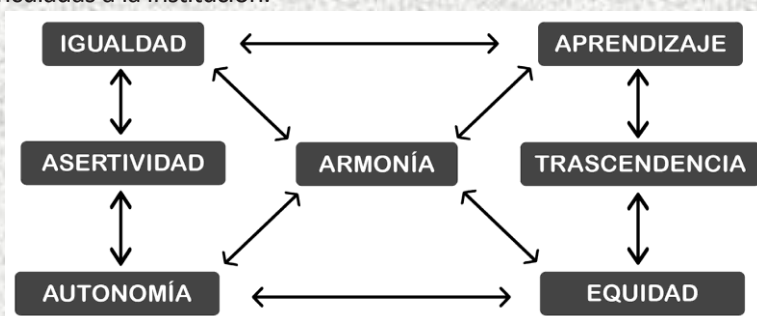 a la institución.
IGUALDAD
APRENDIZAJE
ASERTIVIDAD
ARMONÍA
TRASCENDENCIA
AUTONOMÍA
EQUIDAD